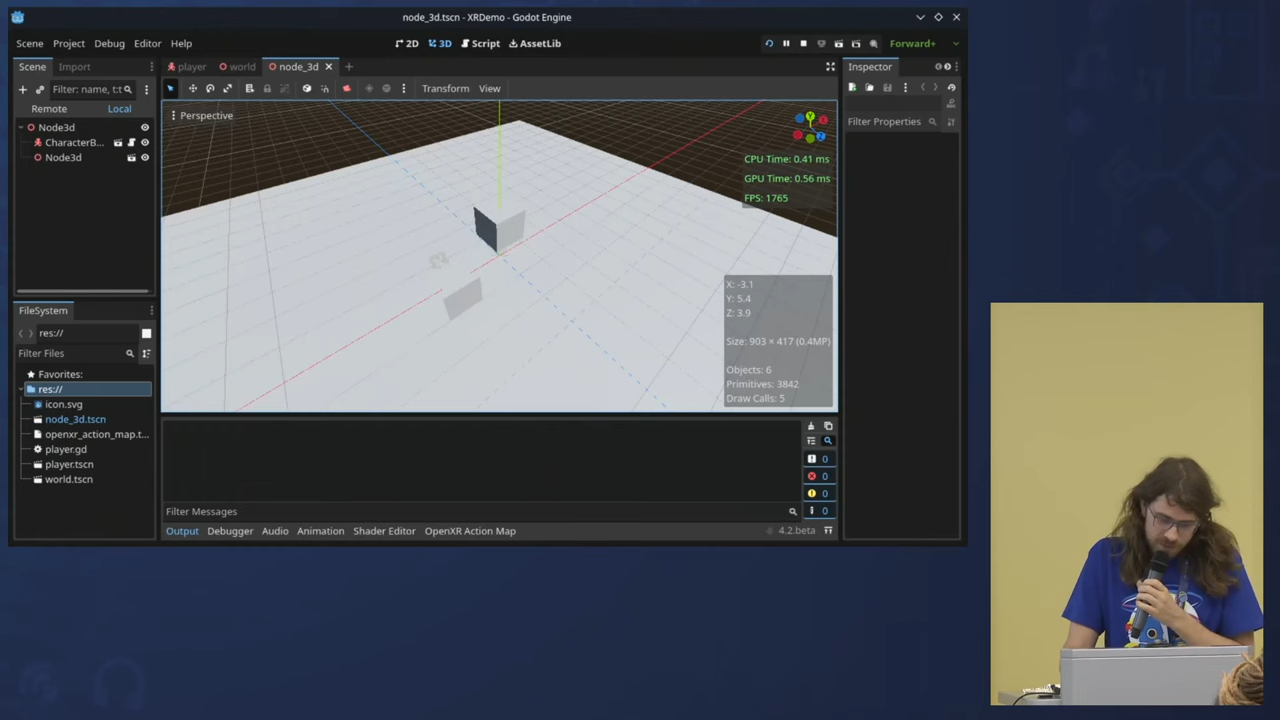 node_3d.tscn - XRDemo - Godot Engine
Scene Project Debug Editor Help
2D 3D Script AssetLib
Forward+
Scene Import
player world node_3d
Inspector
Filter: name, t:t
Transform View
Remote Local
Perspective
Filter Properties
Node3d
CharacterB...
Node3d
CPU Time: 0.41 ms
GPU Time: 0.56 ms
FPS: 1765
X: -3.1
Y: 5.4
Z: 3.9
Size: 903 × 417 (0.4MP)
Objects: 6
Primitives: 3842
Draw Calls: 5
FileSystem
res://
Filter Files
Favorites:
res://
icon.svg
node_3d.tscn
openxr_action_map.t...
player.gd
player.tscn
world.tscn
0
0
0
0
Filter Messages
Output Debugger Audio Animation Shader Editor OpenXR Action Map
4.2.beta